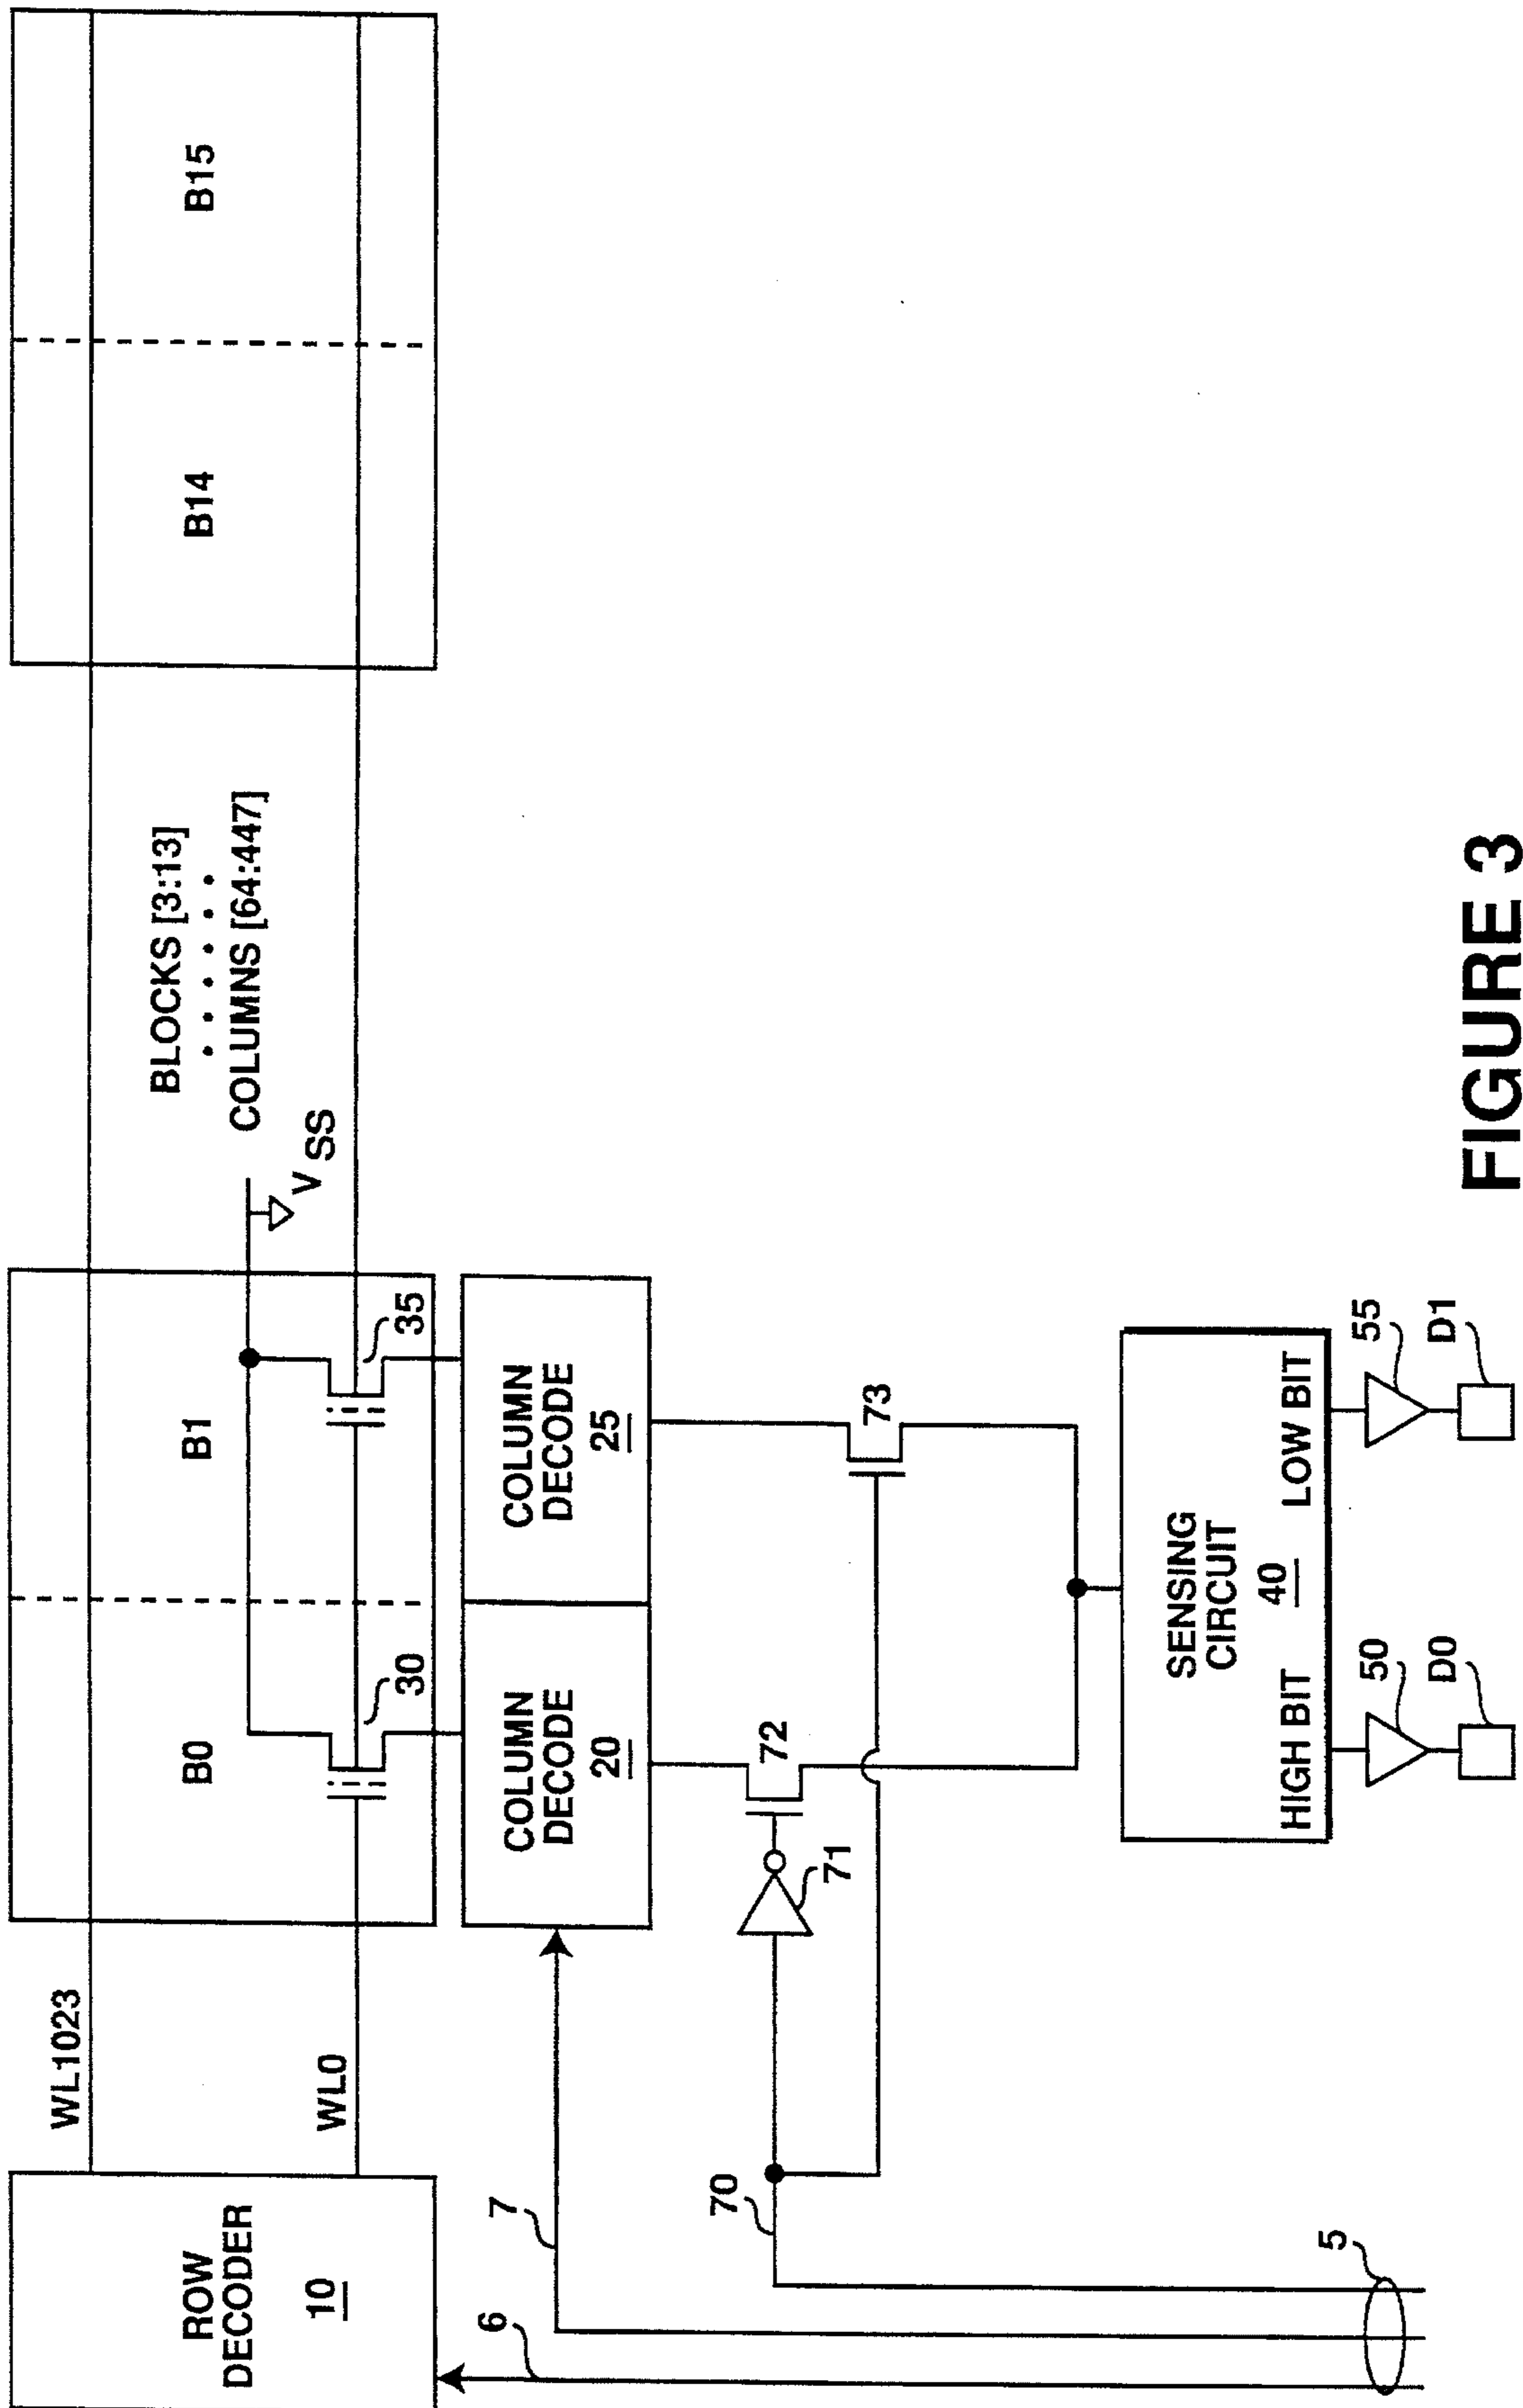 ROW
DECODER
10
WL1023
WL0
B0
B1
30
35
V SS
BLOCKS [3:13]
COLUMNS [64:447]
B14
B15
6
7
COLUMN
DECODE
20
COLUMN
DECODE
25
70
71
72
73
5
SENSING
CIRCUIT
40
HIGH BIT
LOW BIT
50
55
D0
D1
FIGURE 3